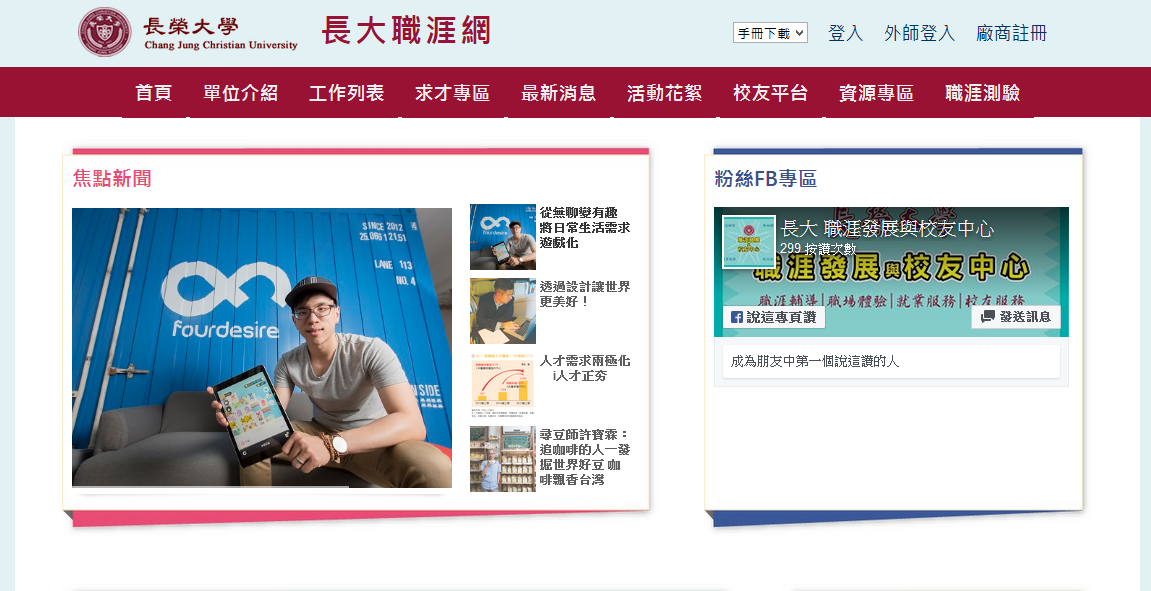 長榮大學
Chang Jung Christian University
長大職涯網
手冊下載
登入
外師登入
廠商註冊
首頁
單位介紹
工作列表
求才專區
最新消息
活動花絮
校友平台
資源專區
職涯測驗
焦點新聞
SINCE 2012
25.0861 2151
LANE 113
NO. 4
fourdesire
INSIDE
fourdesire
從無聊變有趣
將日常生活需求
遊戲化
透過設計讓世界
更美好！
人才需求兩極化
i人才正夯
尋豆師許寶霖：
追咖啡的人一發
掘世界好豆 咖
啡飄香台灣
粉絲FB專區
長大 職涯發展與校友中心
299 按讚次數
職涯發展與校友中心
職涯輔導|職場體驗|就業服務|校友服務
說這專頁讚
發送訊息
成為朋友中第一個說這讚的人